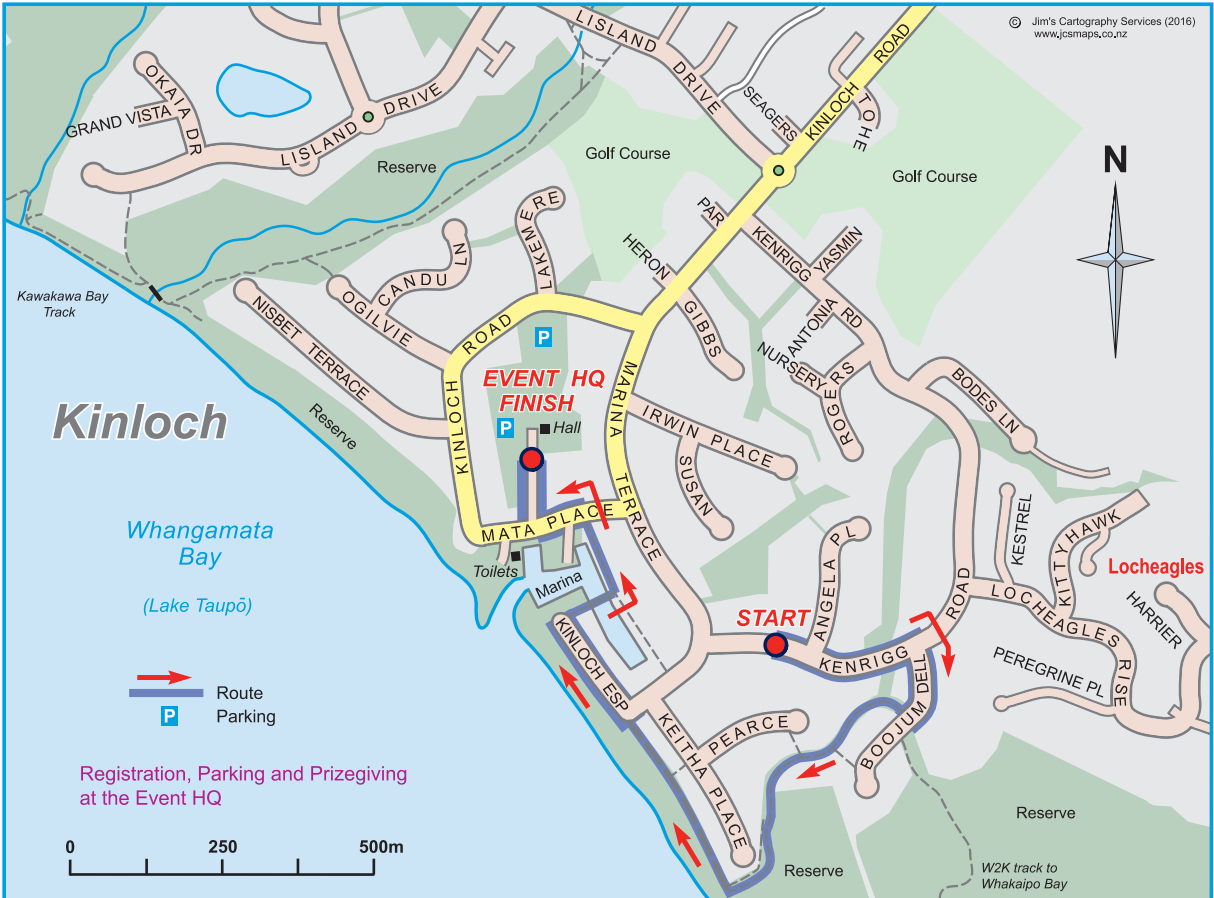 © Jim's Cartography Services (2016)
www.jcsmaps.co.nz
LISLAND DRIVE
KINLOCH ROAD
SEAGERS
TOHE
OKAIA DR
GRAND VISTA
LISLAND DRIVE
Reserve
Golf Course
Golf Course
N
PAR
KENRIGG RD
YASMIN
HERON
GIBBS
LAKEMERE
CANDU LN
OGILVIE
NISBET TERRACE
Kawakawa Bay
Track
KINLOCH ROAD
ANTONIA
NURSERY
ROGERS
BODES LN
P
EVENT HQ
FINISH
P
Hall
MARINA TERRACE
IRWIN PLACE
SUSAN
Kinloch
Reserve
MATA PLACE
Toilets
Marina
Whangamata
Bay
(Lake Taupō)
KESTREL
KITTYHAWK
Locheagles
HARRIER
LOCHEAGLES RISE
PEREGRINE PL
ANGELA PL
START
KENRIGG ROAD
BOOJUM DELL
KINLOCH ESP
KEITHA PLACE
PEARCE
Route
P Parking
Registration, Parking and Prizegiving
at the Event HQ
0 250 500m
Reserve
Reserve
W2K track to
Whakaipo Bay